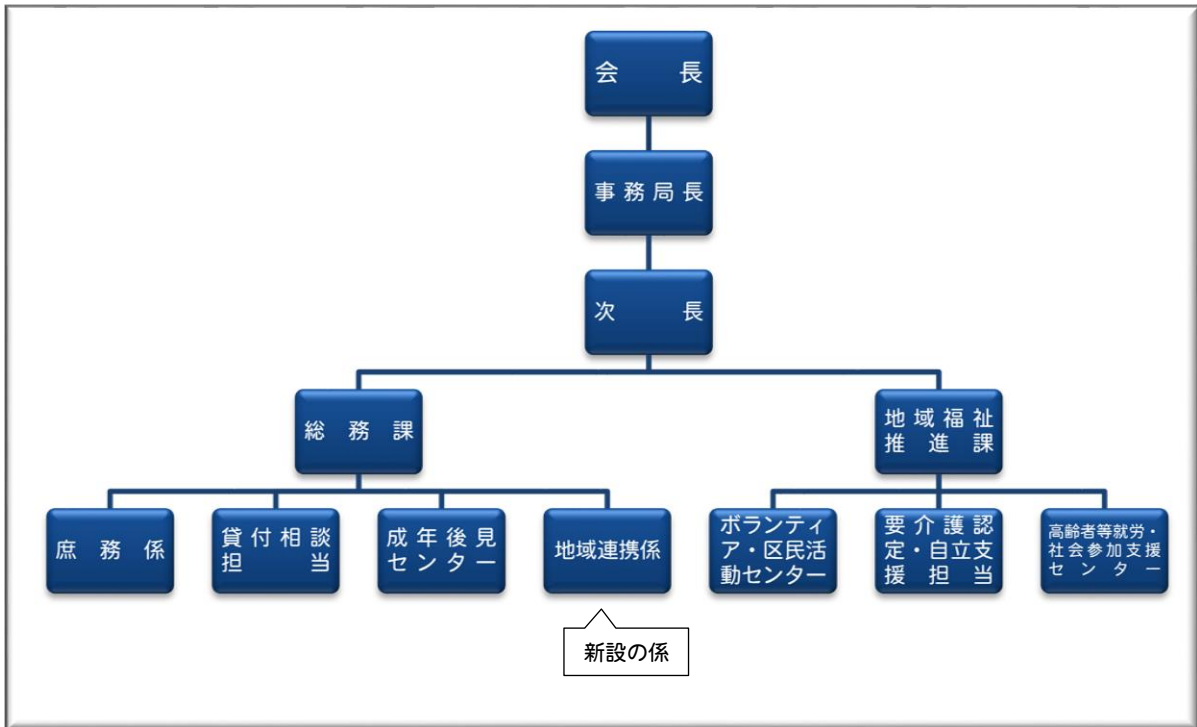 会長
事務局長
次長
総務課
地域福祉
推進課
庶務係
貸付相談
担当
成年後見
センター
地域連携係
ボランティ
ア・区民活
動センター
要介護認
定・自立支
援担当
高齢者等就労・
社会参加支援
センター
新設の係